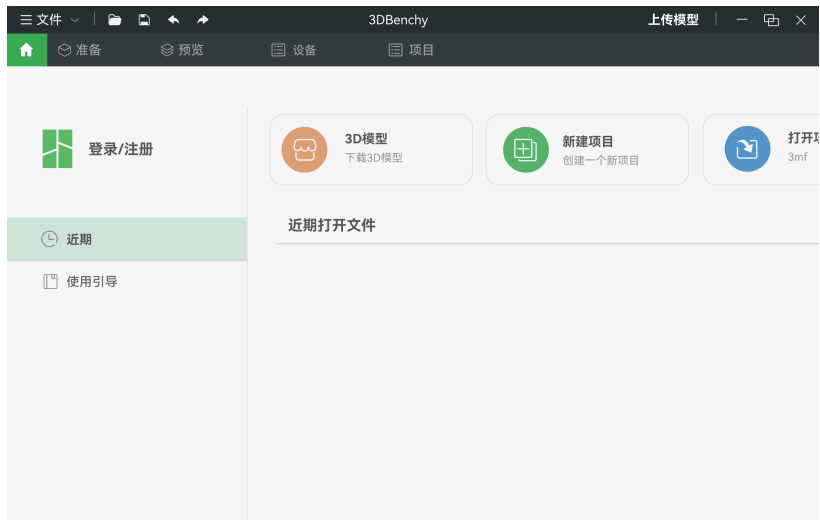 文件
3DBenchy
上传模型
准备
预览
设备
项目
登录/注册
3D模型
下载3D模型
新建项目
创建一个新项目
打开
3mf
近期打开文件
近期
使用引导